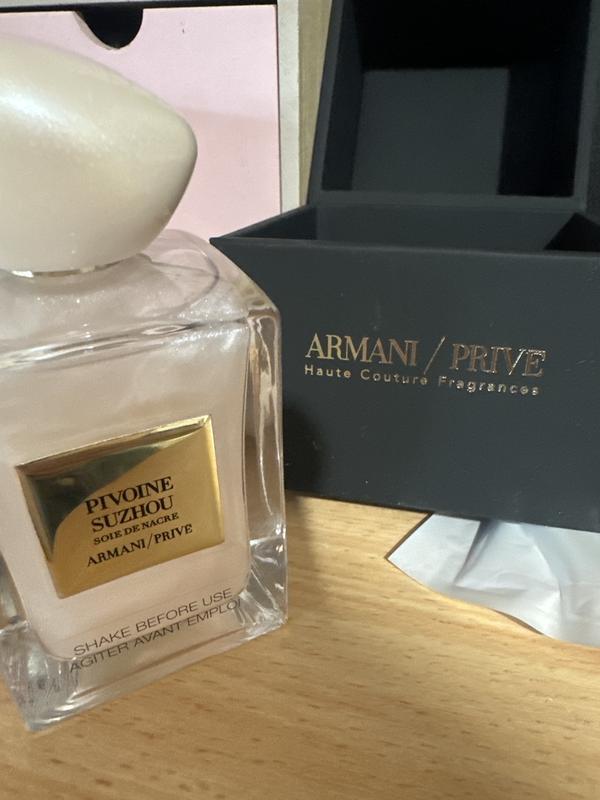 PIVOINE
SUZHOU
SOIE DE NACRE
ARMANI/PRIVE
SHAKE BEFORE USE
AGITER AVANT EMPLOI
ARMANI / PRIVE
Haute Couture Fragrances